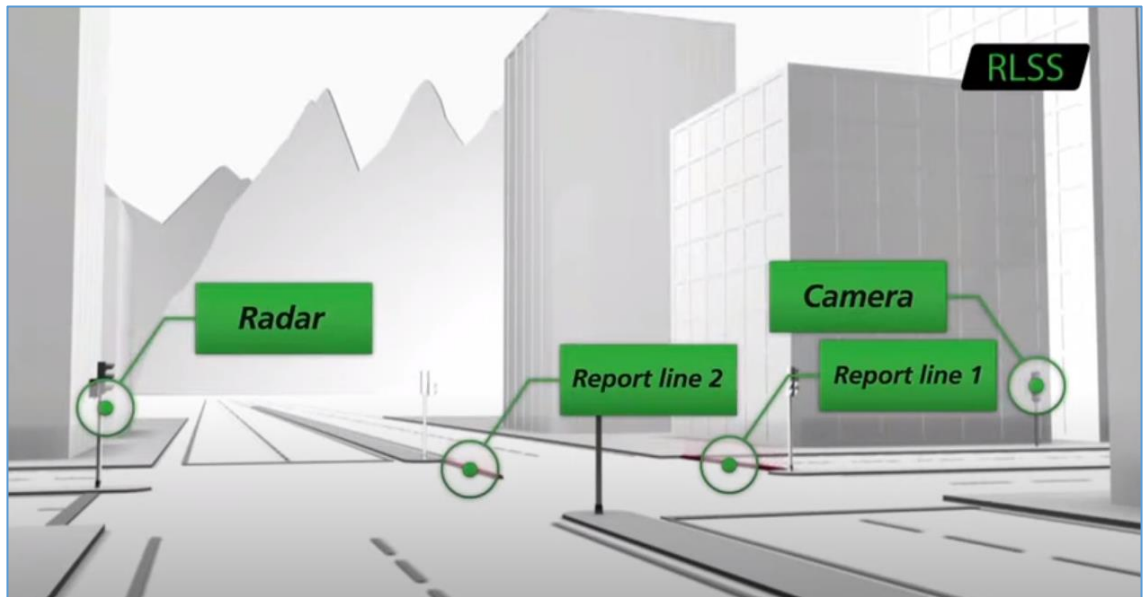 RLSS
Camera
Radar
Report line 2
Report line 1